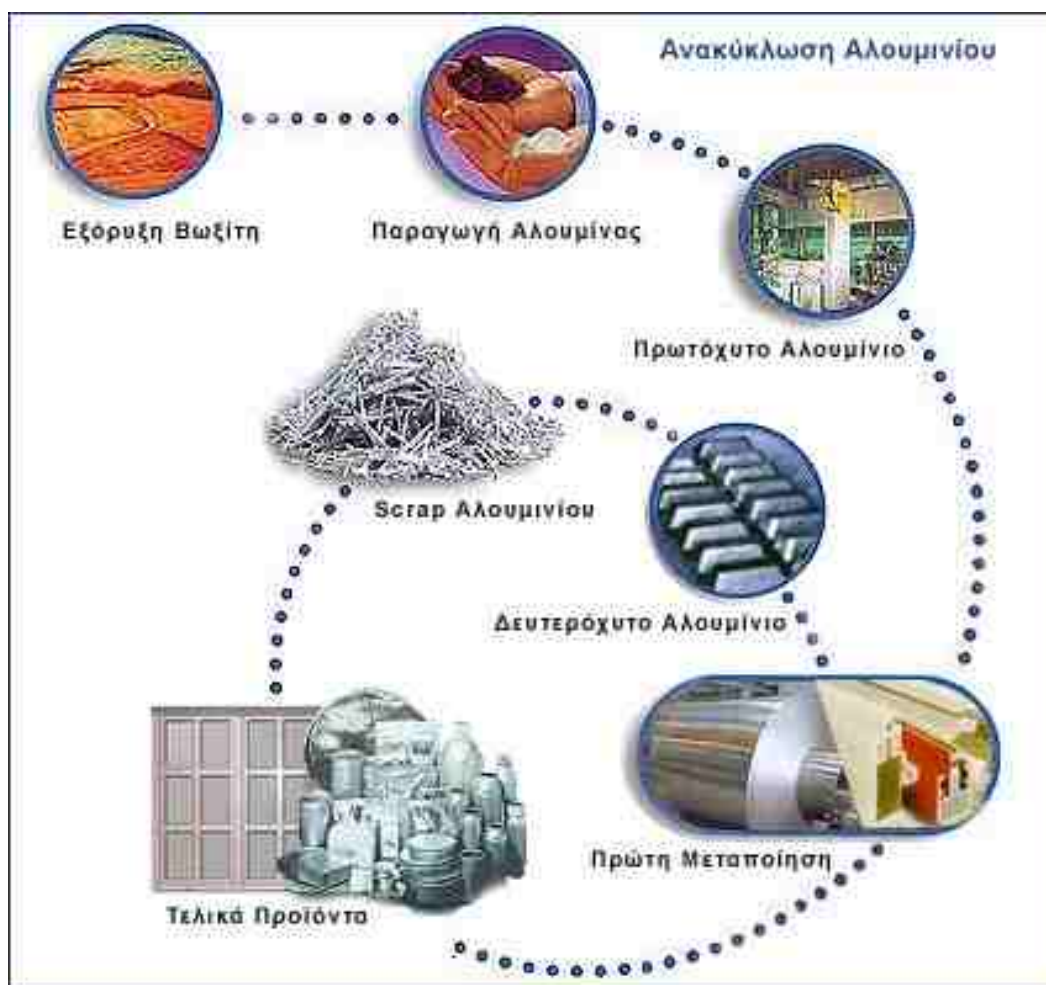 Ανακύκλωση Αλουμινίου
Εξόρυξη Βωξίτη
Παραγωγή Αλουμίνας
Πρωτόχυτο Αλουμίνιο
Scrap Αλουμινίου
Δευτερόχυτο Αλουμίνιο
Πρώτη Μεταποίηση
Τελικά Προϊόντα